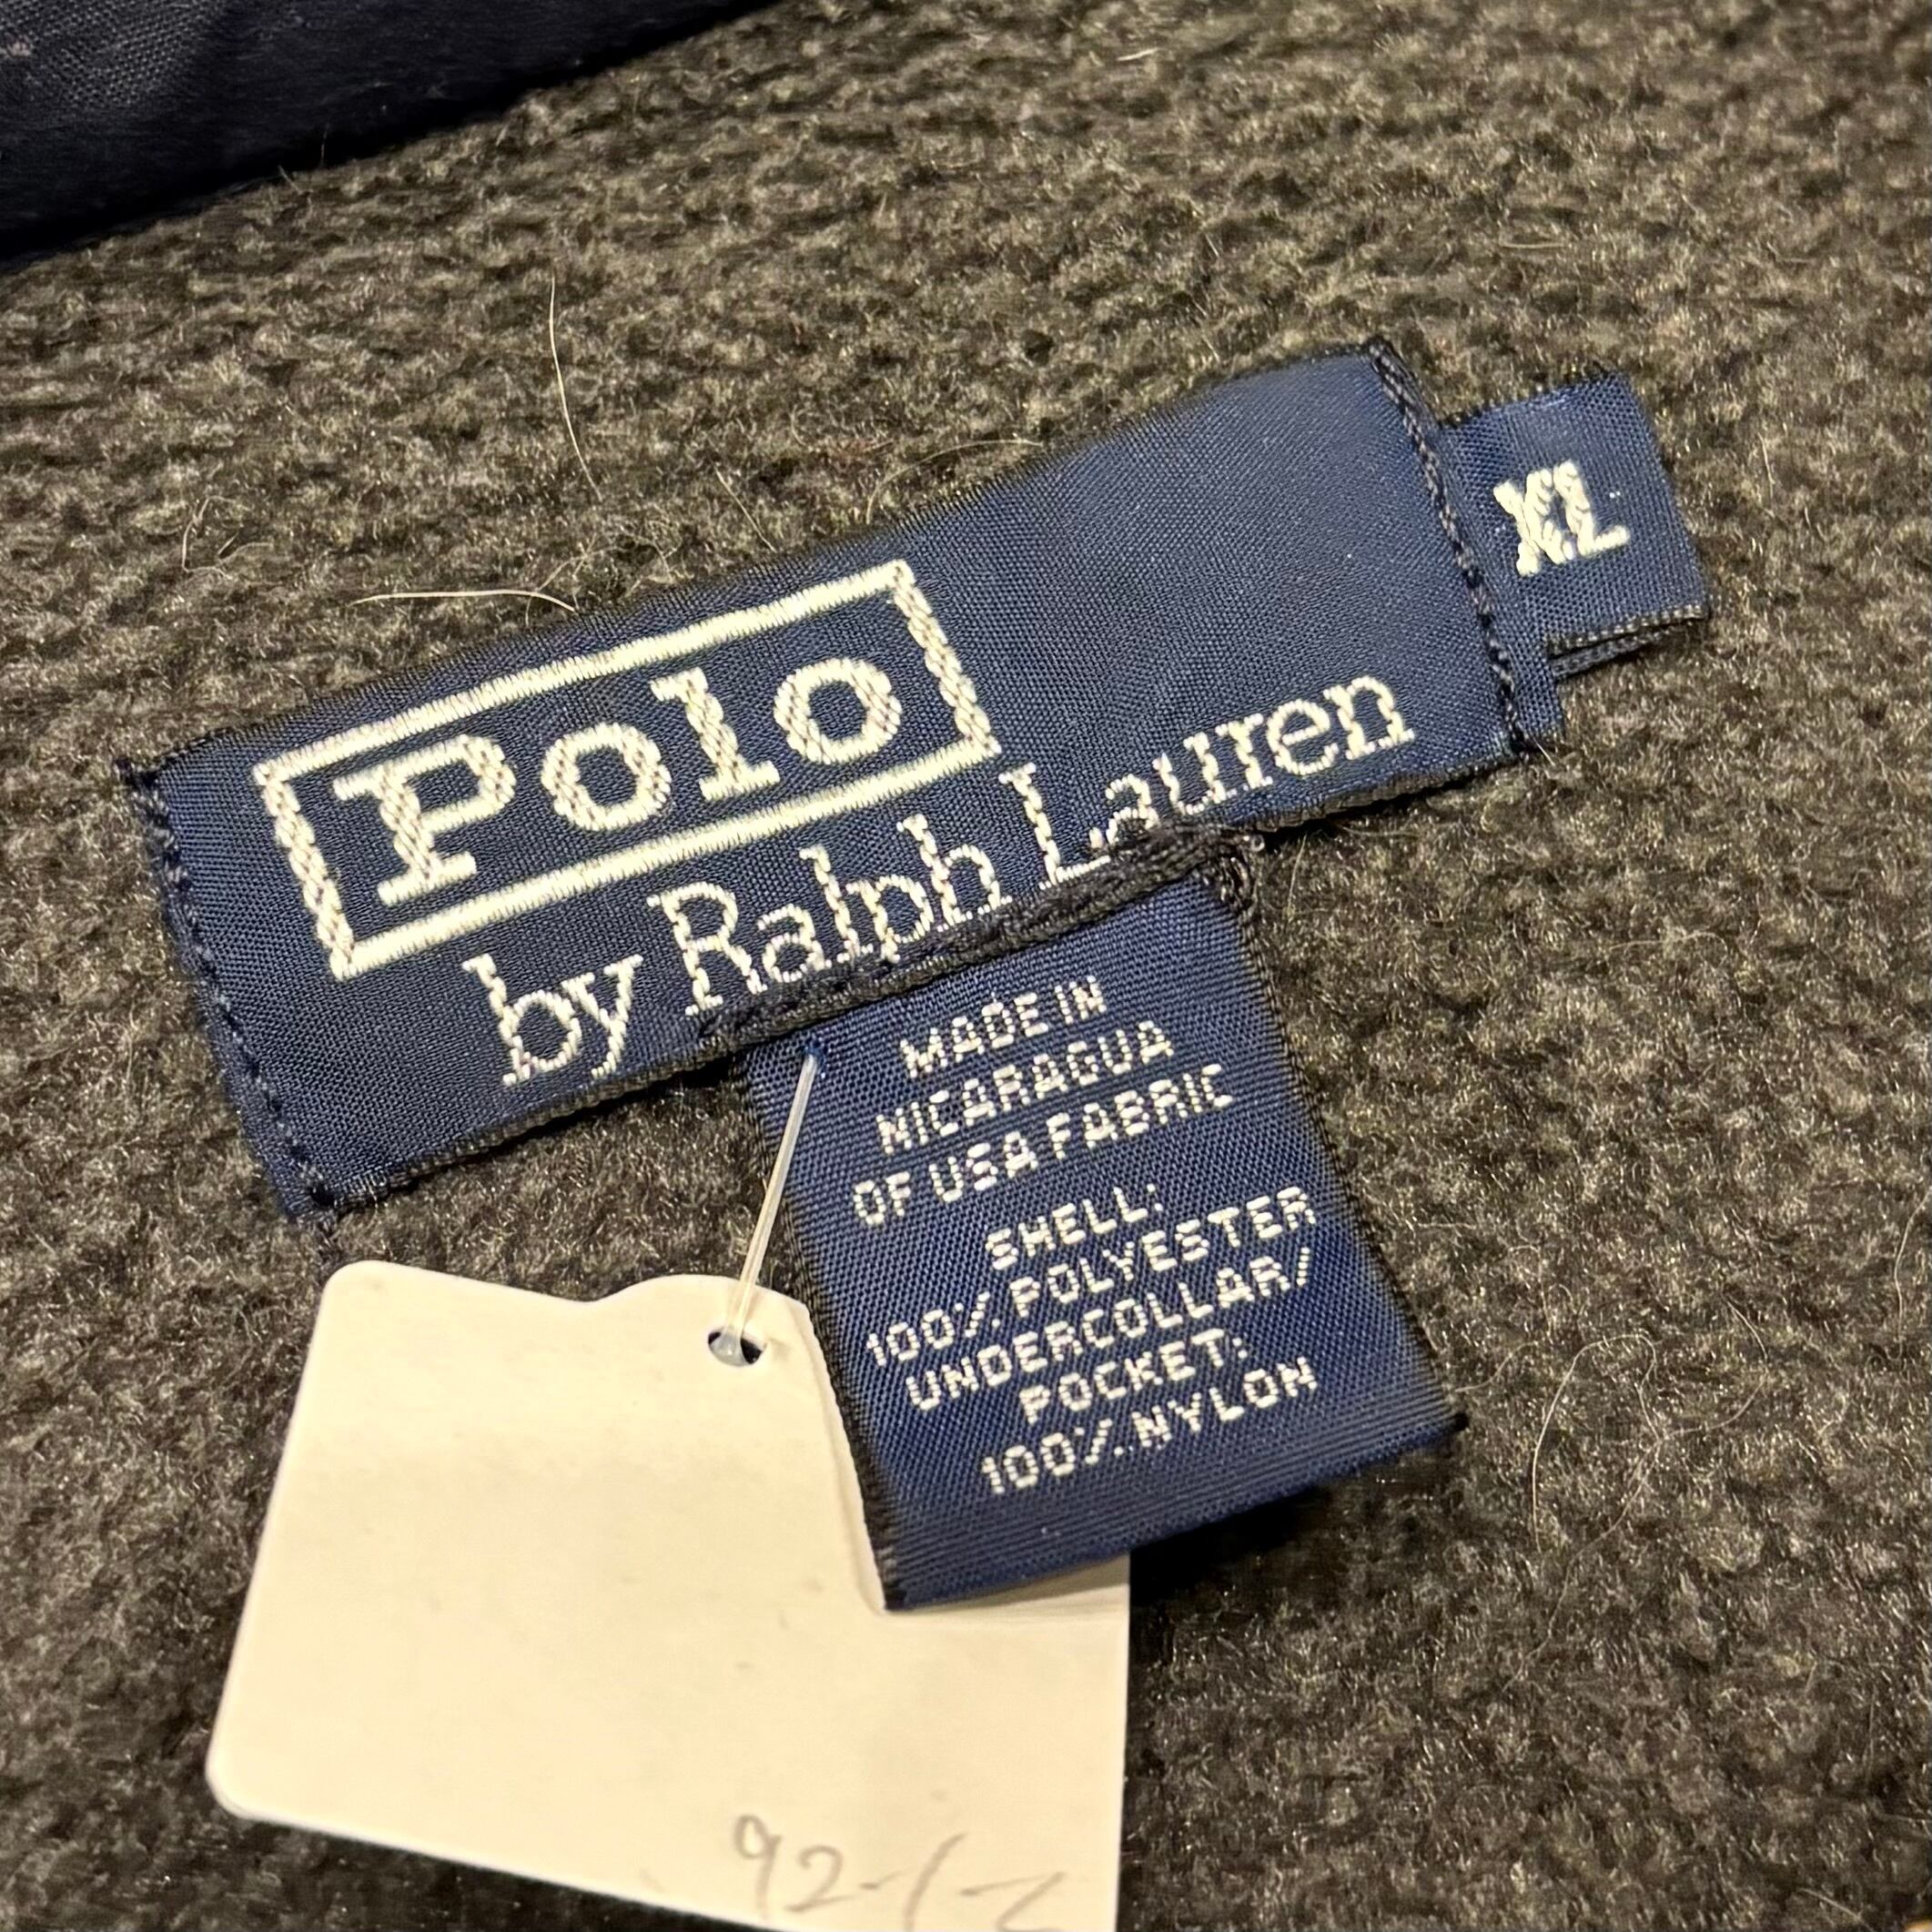 Polo
by Ralph Lauren
XL
MADE IN
NICARAGUA
OF USA FABRIC
SHELL:
100% POLYESTER
UNDERCOLLAR/
POCKET:
100% NYLON